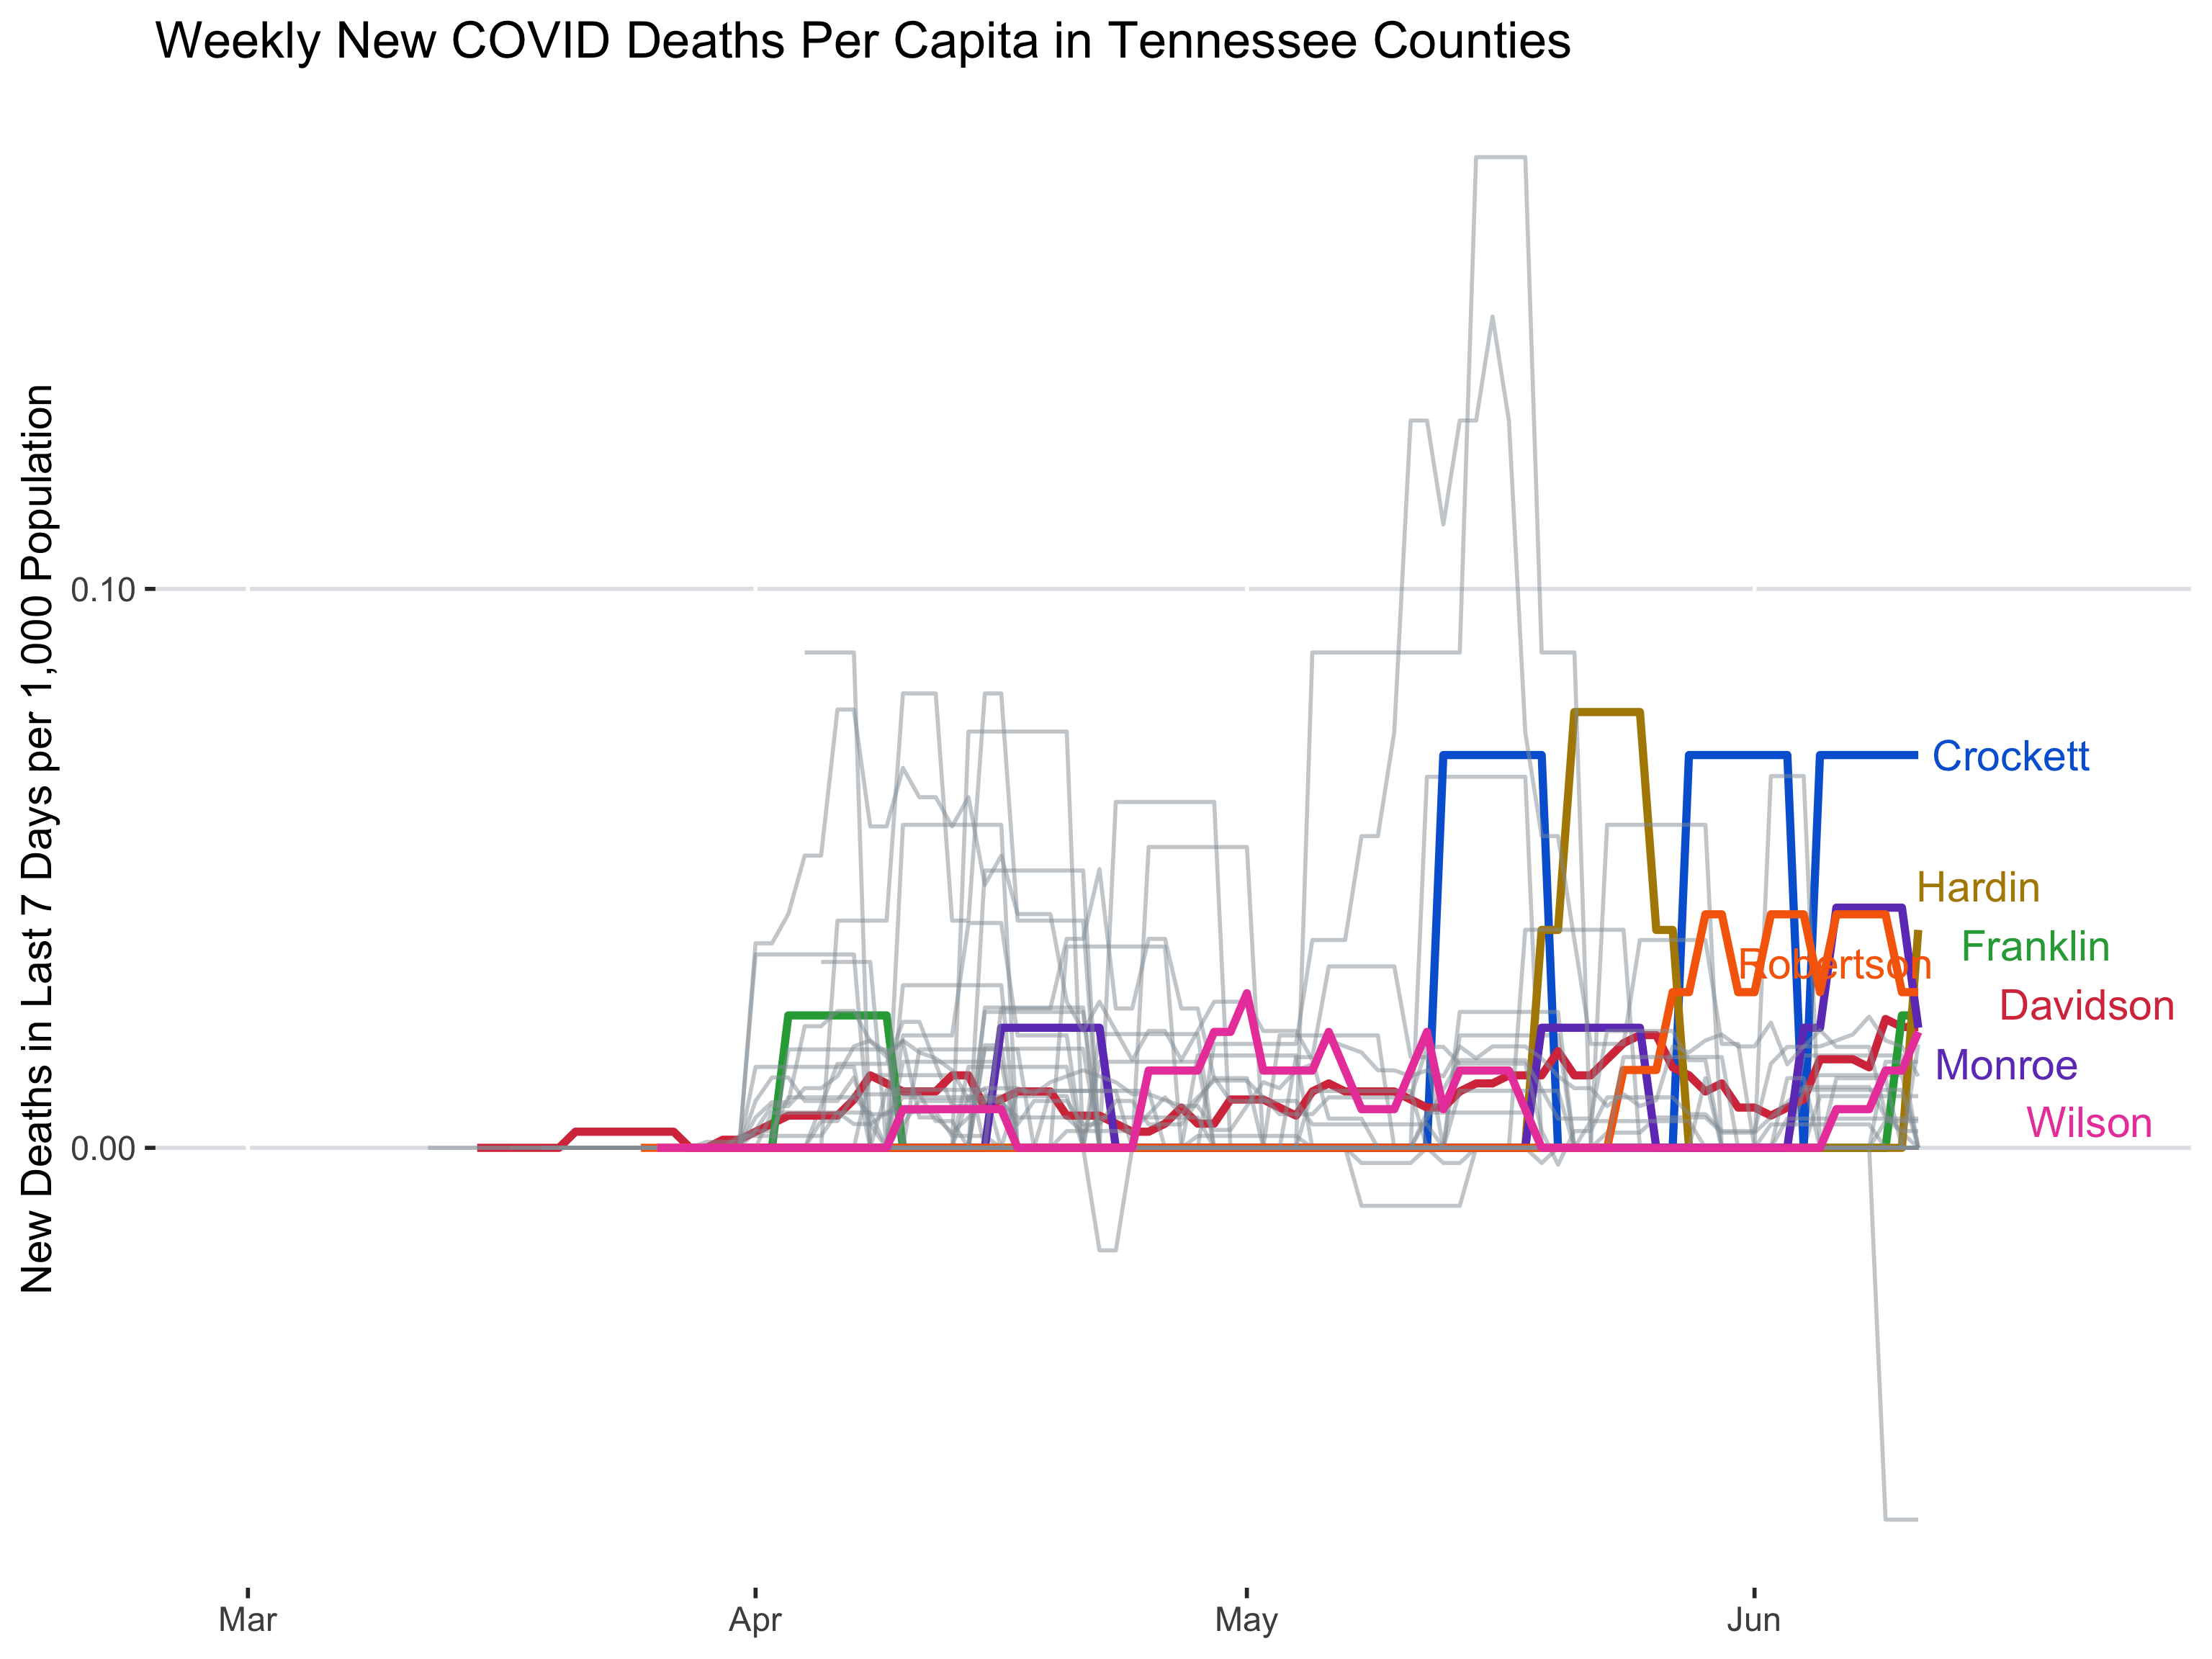 Weekly New COVID Deaths Per Capita in Tennessee Counties
New Deaths in Last 7 Days per 1,000 Population
0.10
0.00
Crockett
Hardin
Franklin
Robertson
Davidson
Monroe
Wilson
Mar
Apr
May
Jun